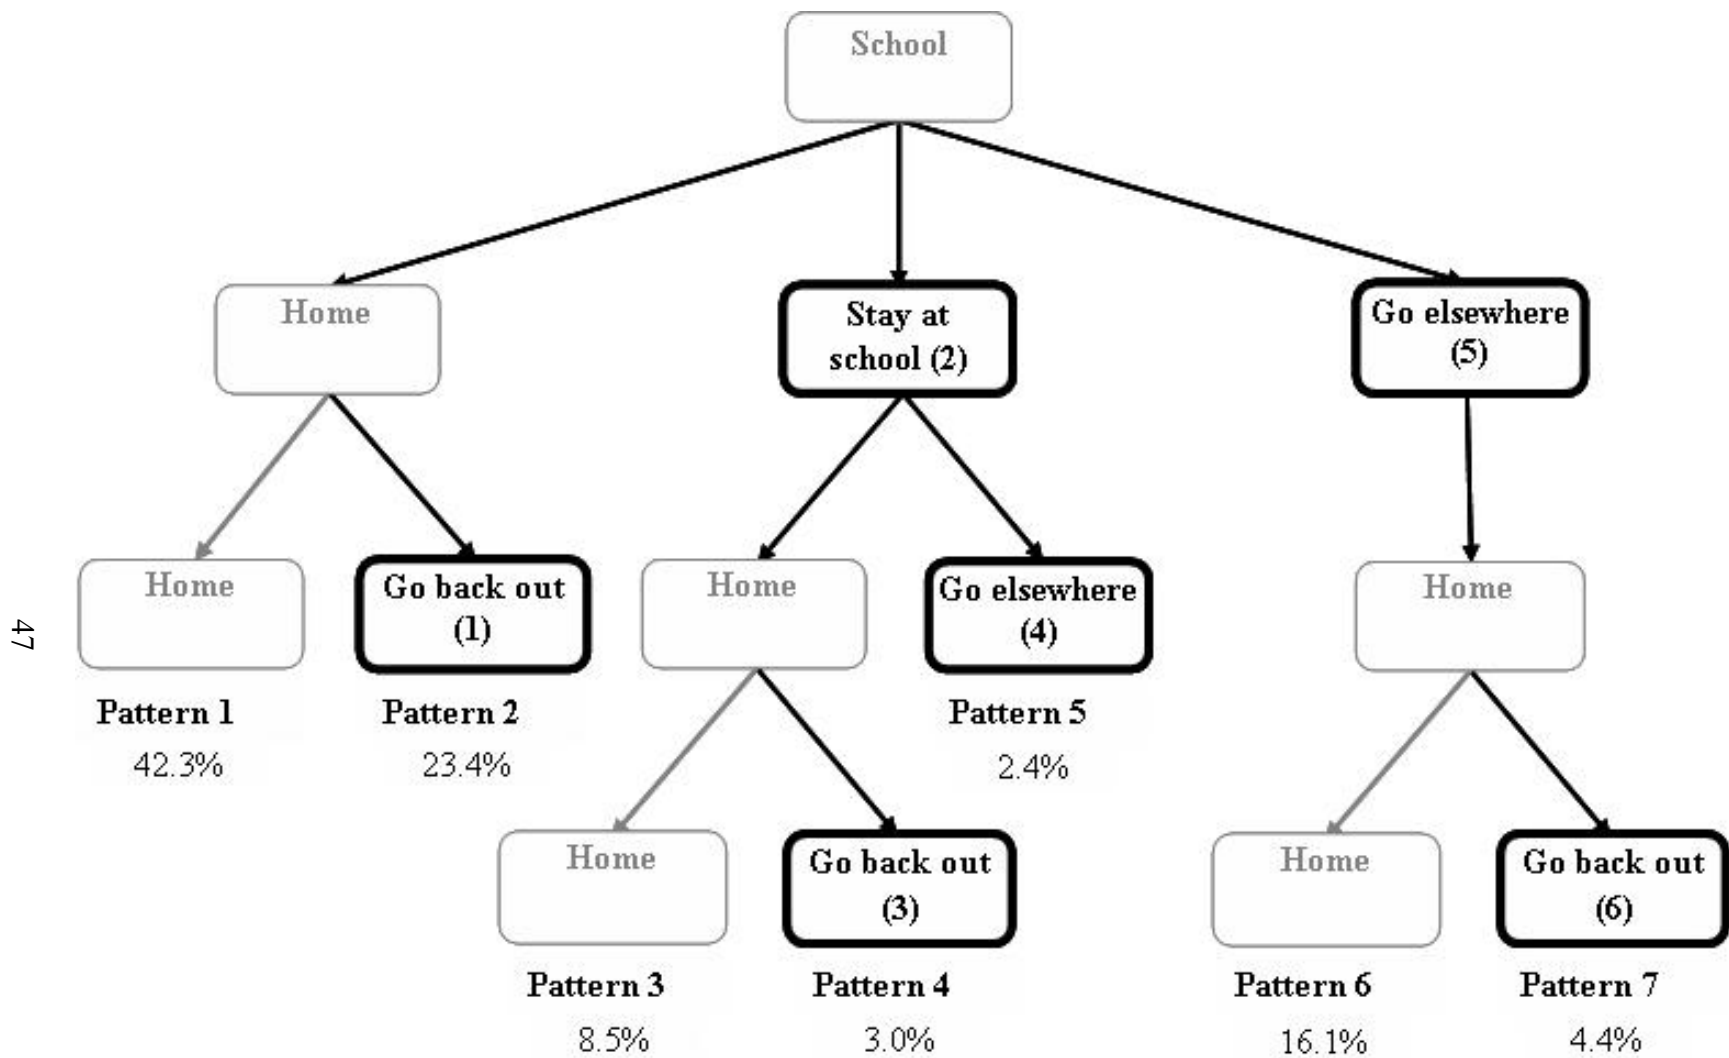 School
Home
Stay at
school (2)
Go elsewhere
(5)
Home
Go back out
(1)
Home
Go elsewhere
(4)
Home
47
Pattern 1
Pattern 2
Pattern 5
42.3%
23.4%
2.4%
Home
Go back out
(3)
Home
Go back out
(6)
Pattern 3
Pattern 4
Pattern 6
Pattern 7
8.5%
3.0%
16.1%
4.4%